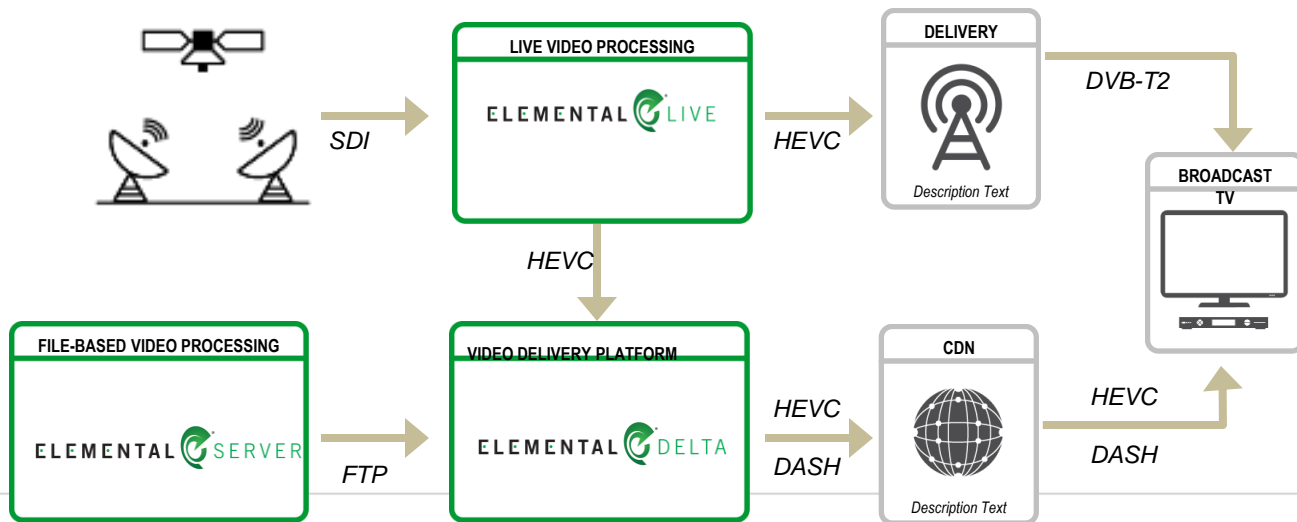 LIVE VIDEO PROCESSING
ELEMENTAL LIVE
SDI
HEVC
DELIVERY
Description Text
DVB-T2
BROADCAST
TV
HEVC
FILE-BASED VIDEO PROCESSING
ELEMENTAL SERVER
FTP
VIDEO DELIVERY PLATFORM
ELEMENTAL DELTA
HEVC
DASH
CDN
Description Text
HEVC
DASH